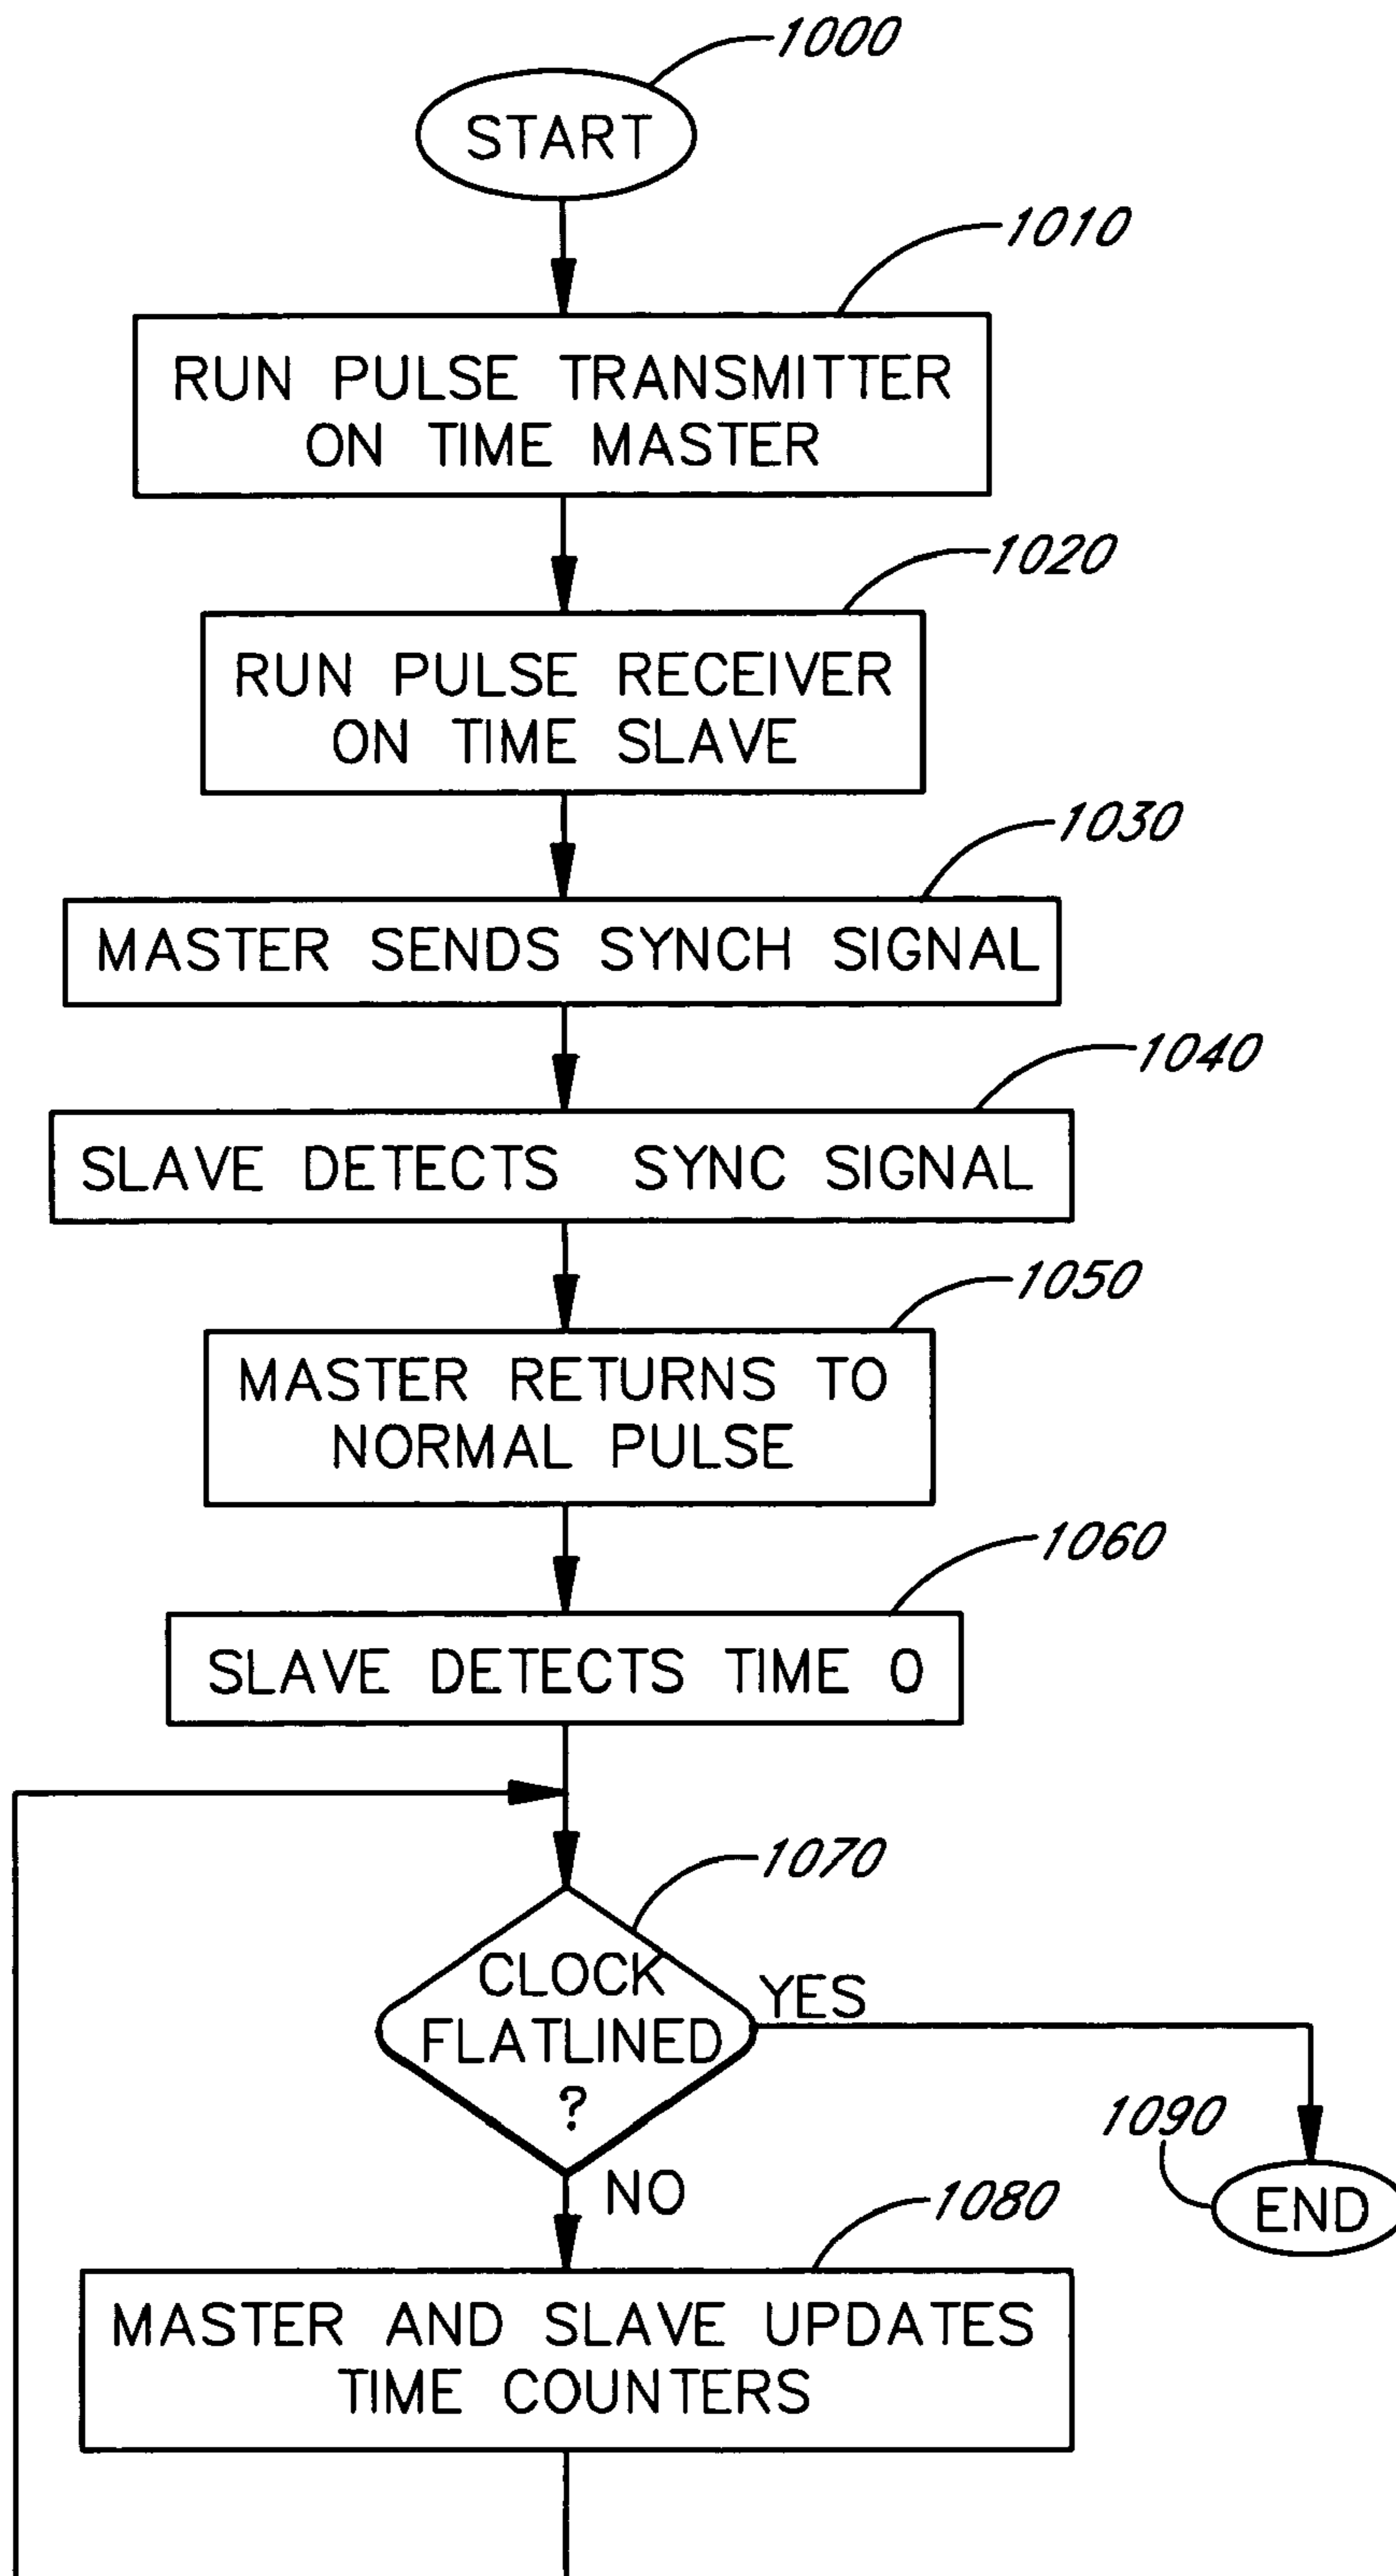 1000
START
1010
RUN PULSE TRANSMITTER
ON TIME MASTER
1020
RUN PULSE RECEIVER
ON TIME SLAVE
1030
MASTER SENDS SYNCH SIGNAL
1040
SLAVE DETECTS SYNC SIGNAL
1050
MASTER RETURNS TO
NORMAL PULSE
1060
SLAVE DETECTS TIME 0
1070
CLOCK
FLATLINED
?
YES
1090
END
NO
1080
MASTER AND SLAVE UPDATES
TIME COUNTERS